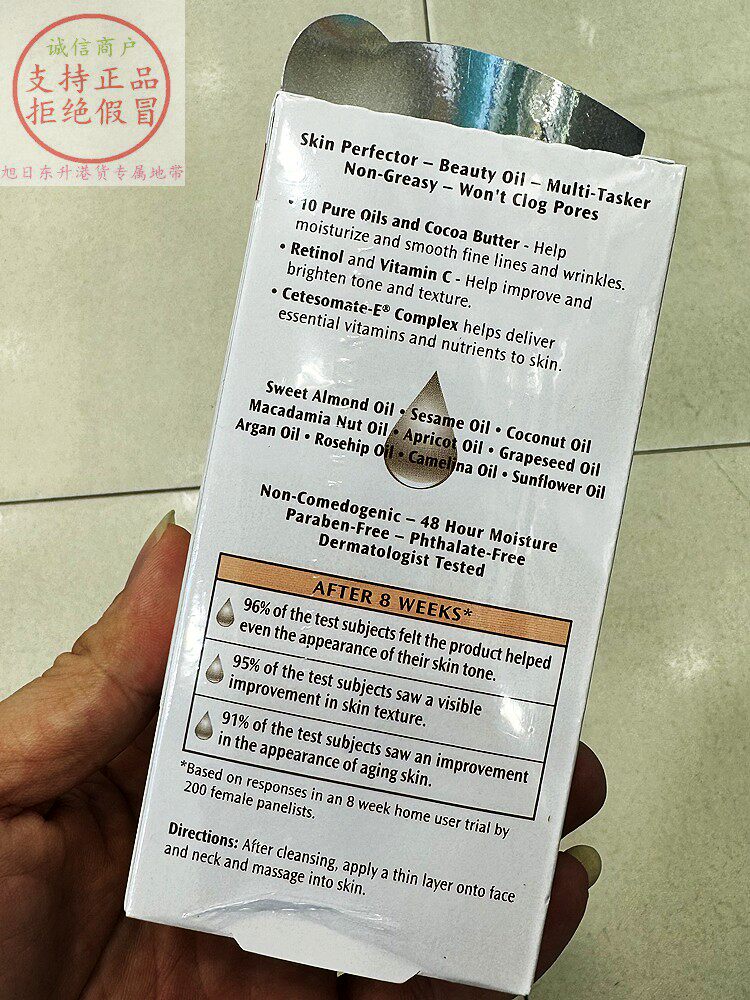 诚信商户
支持正品
拒绝假冒
旭日东升港货专属地带
Skin Perfector – Beauty Oil – Multi-Tasker
Non-Greasy – Won't Clog Pores
• 10 Pure Oils and Cocoa Butter - Help
moisturize and smooth fine lines and wrinkles.
• Retinol and Vitamin C - Help improve and
brighten tone and texture.
• Cetesomate-E® Complex helps deliver
essential vitamins and nutrients to skin.
Sweet Almond Oil • Sesame Oil • Coconut Oil
Macadamia Nut Oil • Apricot Oil • Grapeseed Oil
Argan Oil • Rosehip Oil • Camelina Oil • Sunflower Oil
Non-Comedogenic – 48 Hour Moisture
Paraben-Free – Phthalate-Free
Dermatologist Tested
AFTER 8 WEEKS*
96% of the test subjects felt the product helped
even the appearance of their skin tone.
95% of the test subjects saw a visible
improvement in skin texture.
91% of the test subjects saw an improvement
in the appearance of aging skin.
*Based on responses in an 8 week home user trial by
200 female panelists.
Directions: After cleansing, apply a thin layer onto face
and neck and massage into skin.